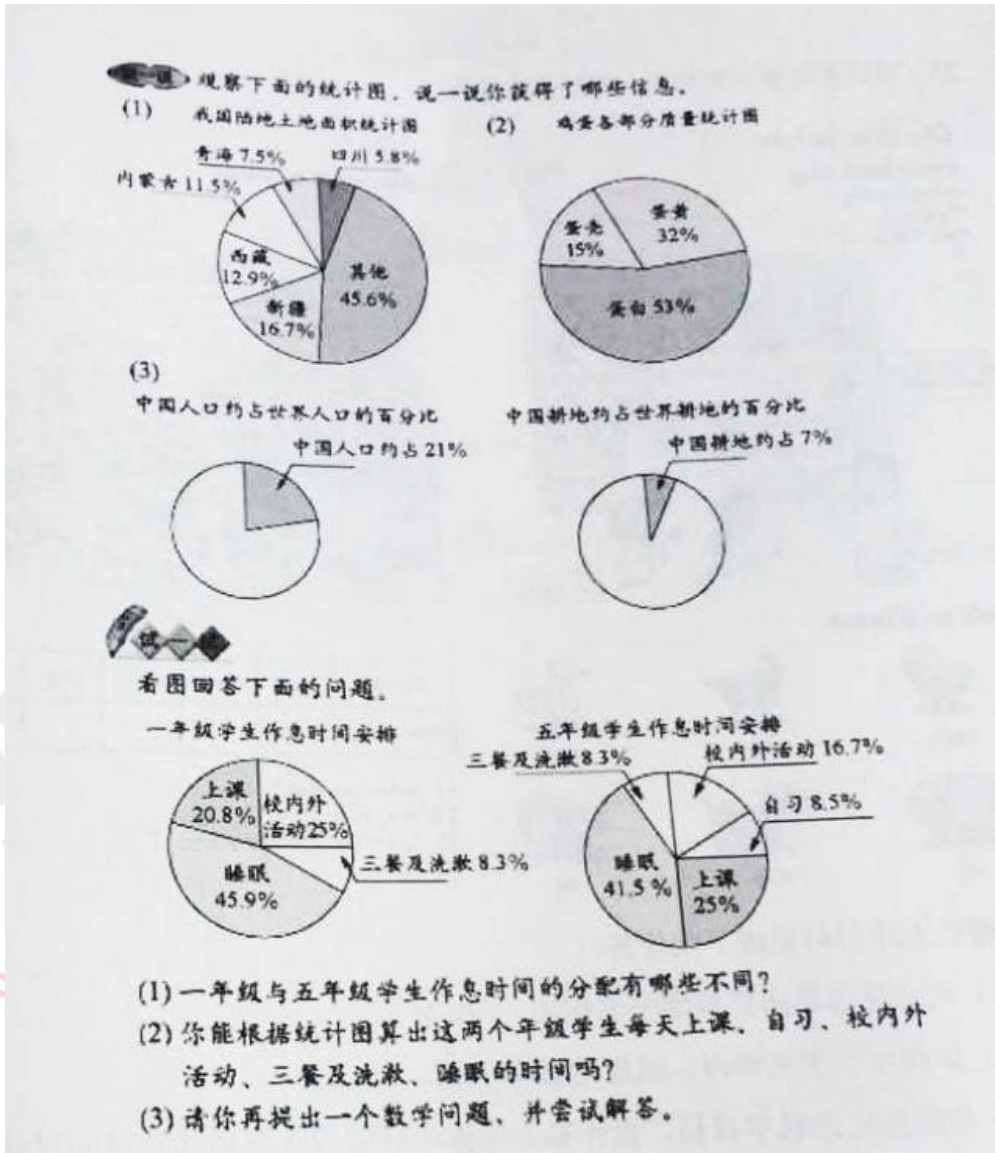 说一说 观察下面的统计图，说一说你获得了哪些信息。
(1) 我国陆地土地面积统计图
(2) 鸡蛋各部分质量统计图
青海 7.5%
四川 5.8%
内蒙古 11.5%
西藏
12.9%
新疆
16.7%
其他
45.6%
蛋壳
15%
蛋黄
32%
蛋白 53%
(3)
中国人口约占世界人口的百分比
中国人口约占 21%
中国耕地约占世界耕地的百分比
中国耕地约占 7%
试一
看图回答下面的问题。
一年级学生作息时间安排
上课
20.8%
校内外
活动25%
三餐及洗漱 8.3%
睡眠
45.9%
五年级学生作息时间安排
三餐及洗漱8.3%
校内外活动 16.7%
自习 8.5%
睡眠
41.5 %
上课
25%
(1) 一年级与五年级学生作息时间的分配有哪些不同？
(2) 你能根据统计图算出这两个年级学生每天上课、自习、校内外
活动、三餐及洗漱、睡眠的时间吗？
(3) 请你再提出一个数学问题，并尝试解答。